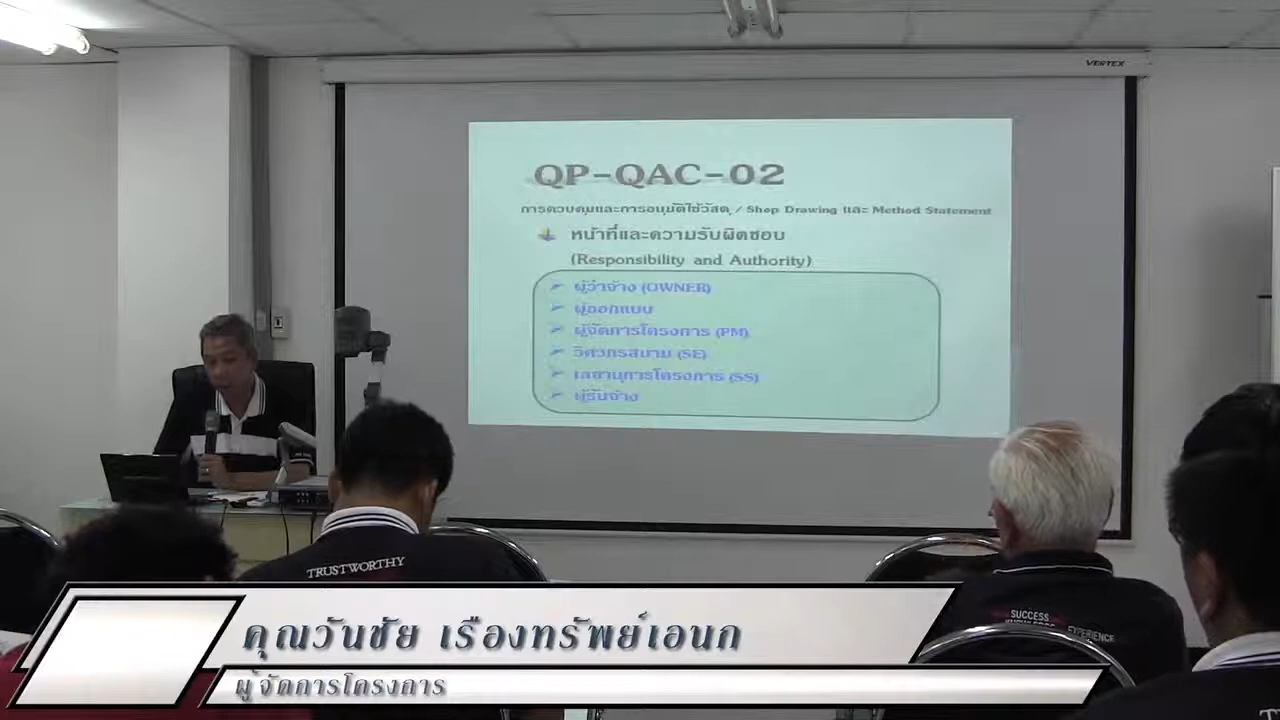 VERTEX
QP-QAC-02
การควบคุมและการอนุมัติใช้วัสดุ / Shop Drawing และ Method Statement
หน้าที่และความรับผิดชอบ
(Responsibility and Authority)
ผู้ว่าจ้าง (OWNER)
ผู้ออกแบบ
ผู้จัดการโครงการ (PM)
วิศวกรสนาม (SE)
เลขานุการโครงการ (SS)
ผู้รับจ้าง
TRUSTWORTHY
SUCCESS
KNOWLEDGE EXPERIENCE
คุณวันชัย เรืองทรัพย์เอนก
ผู้จัดการโครงการ